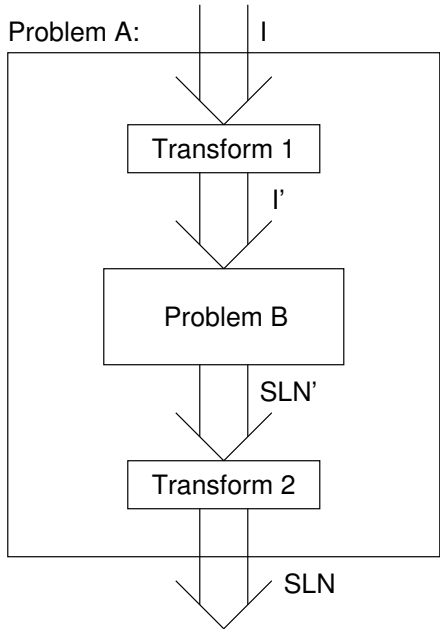 Problem A:
I
Transform 1
I'
Problem B
SLN'
Transform 2
SLN